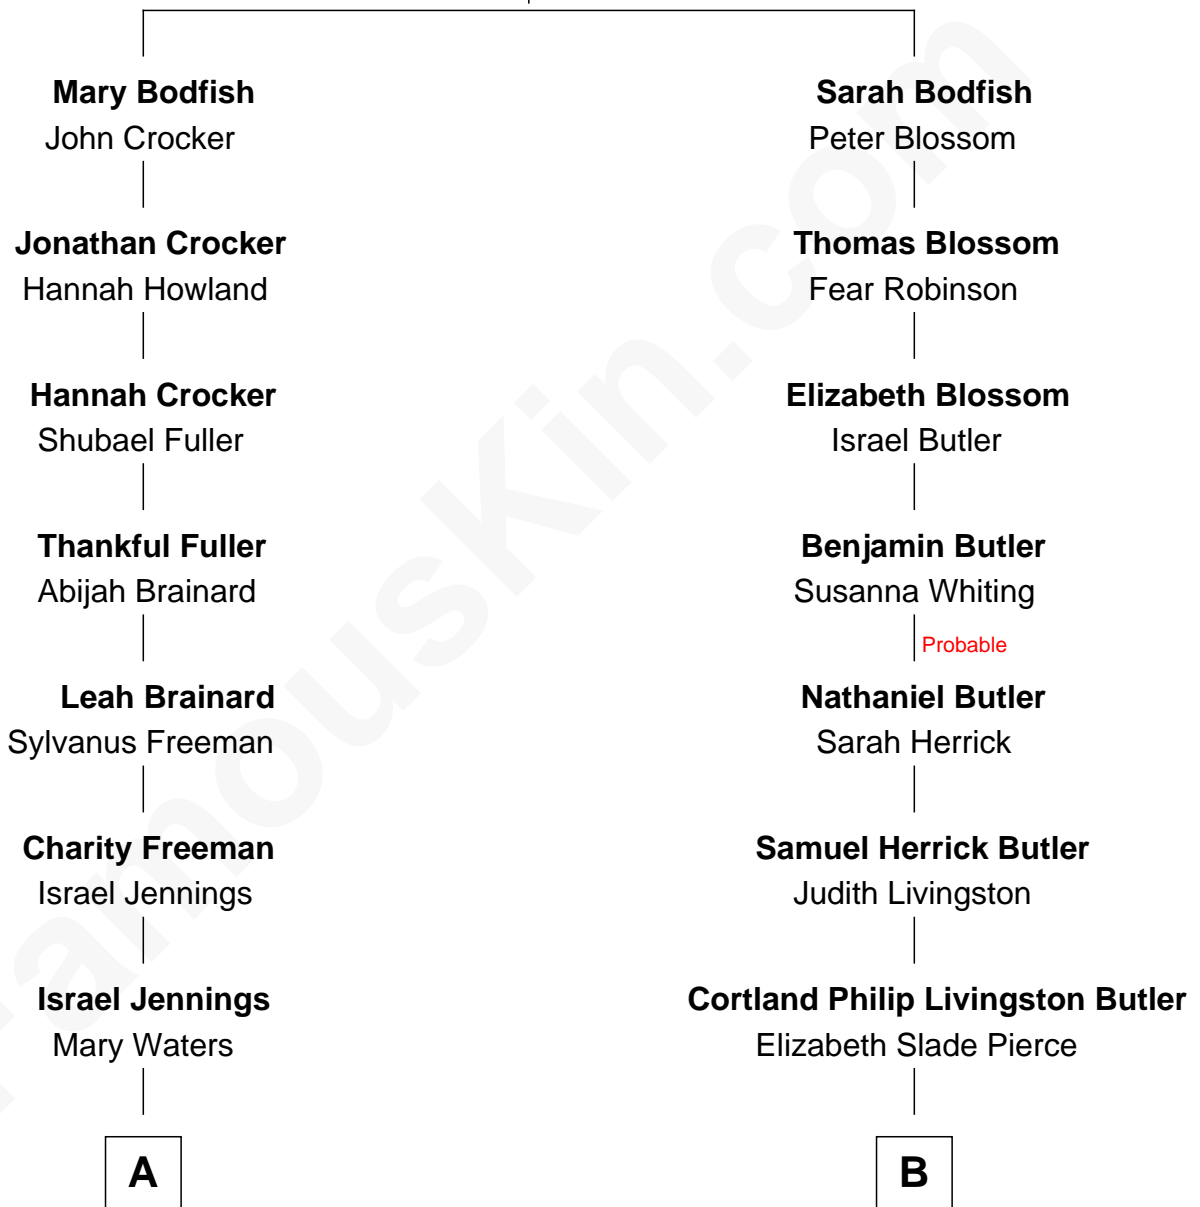 Mary Bodfish
John Crocker
Jonathan Crocker
Hannah Howland
Hannah Crocker
Shubael Fuller
Thankful Fuller
Abijah Brainard
Leah Brainard
Sylvanus Freeman
Charity Freeman
Israel Jennings
Israel Jennings
Mary Waters
A
Sarah Bodfish
Peter Blossom
Thomas Blossom
Fear Robinson
Elizabeth Blossom
Israel Butler
Benjamin Butler
Susanna Whiting
Probable
Nathaniel Butler
Sarah Herrick
Samuel Herrick Butler
Judith Livingston
Cortland Philip Livingston Butler
Elizabeth Slade Pierce
B
FamousKin.com